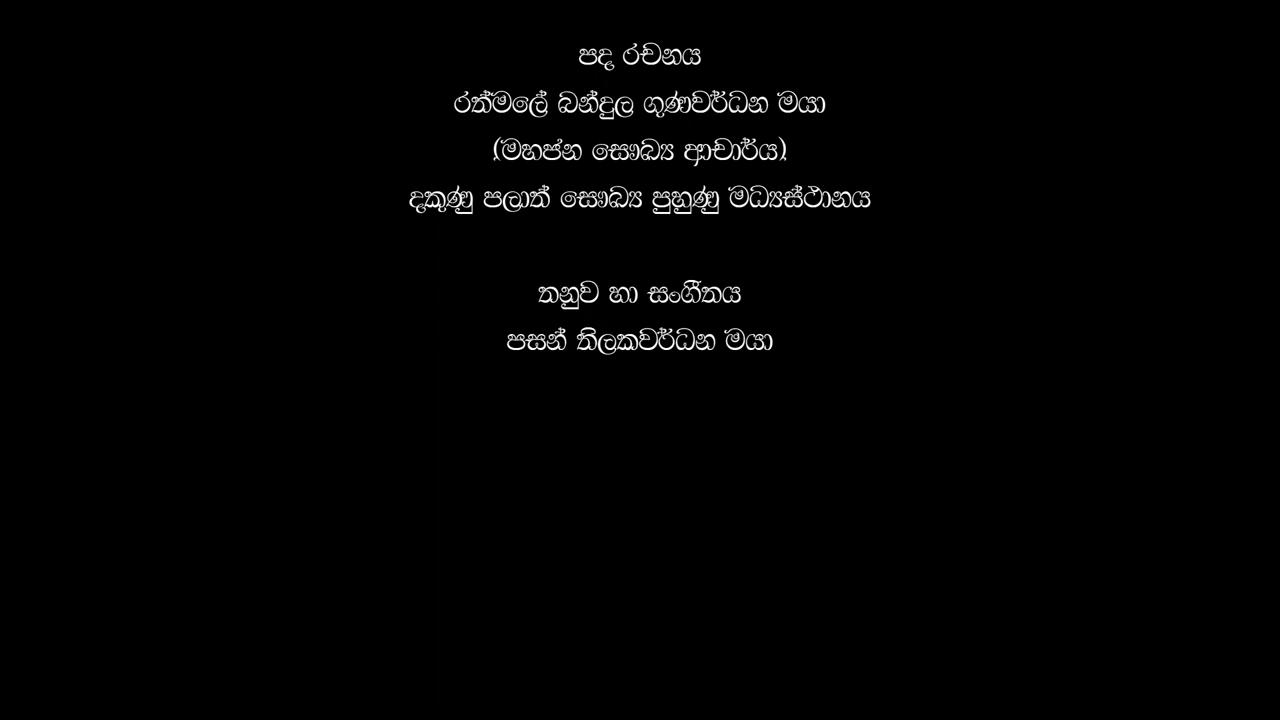 පද රචනය
රත්මලේ බන්දුල ගුණවර්ධන මයා
(මහජන සෞඛ්‍ය ආචාර්ය)
දකුණු පලාත් සෞඛ්‍ය පුහුණු මධ්‍යස්ථානය
තනුව හා සංගීතය
පසන් තිලකවර්ධන මයා